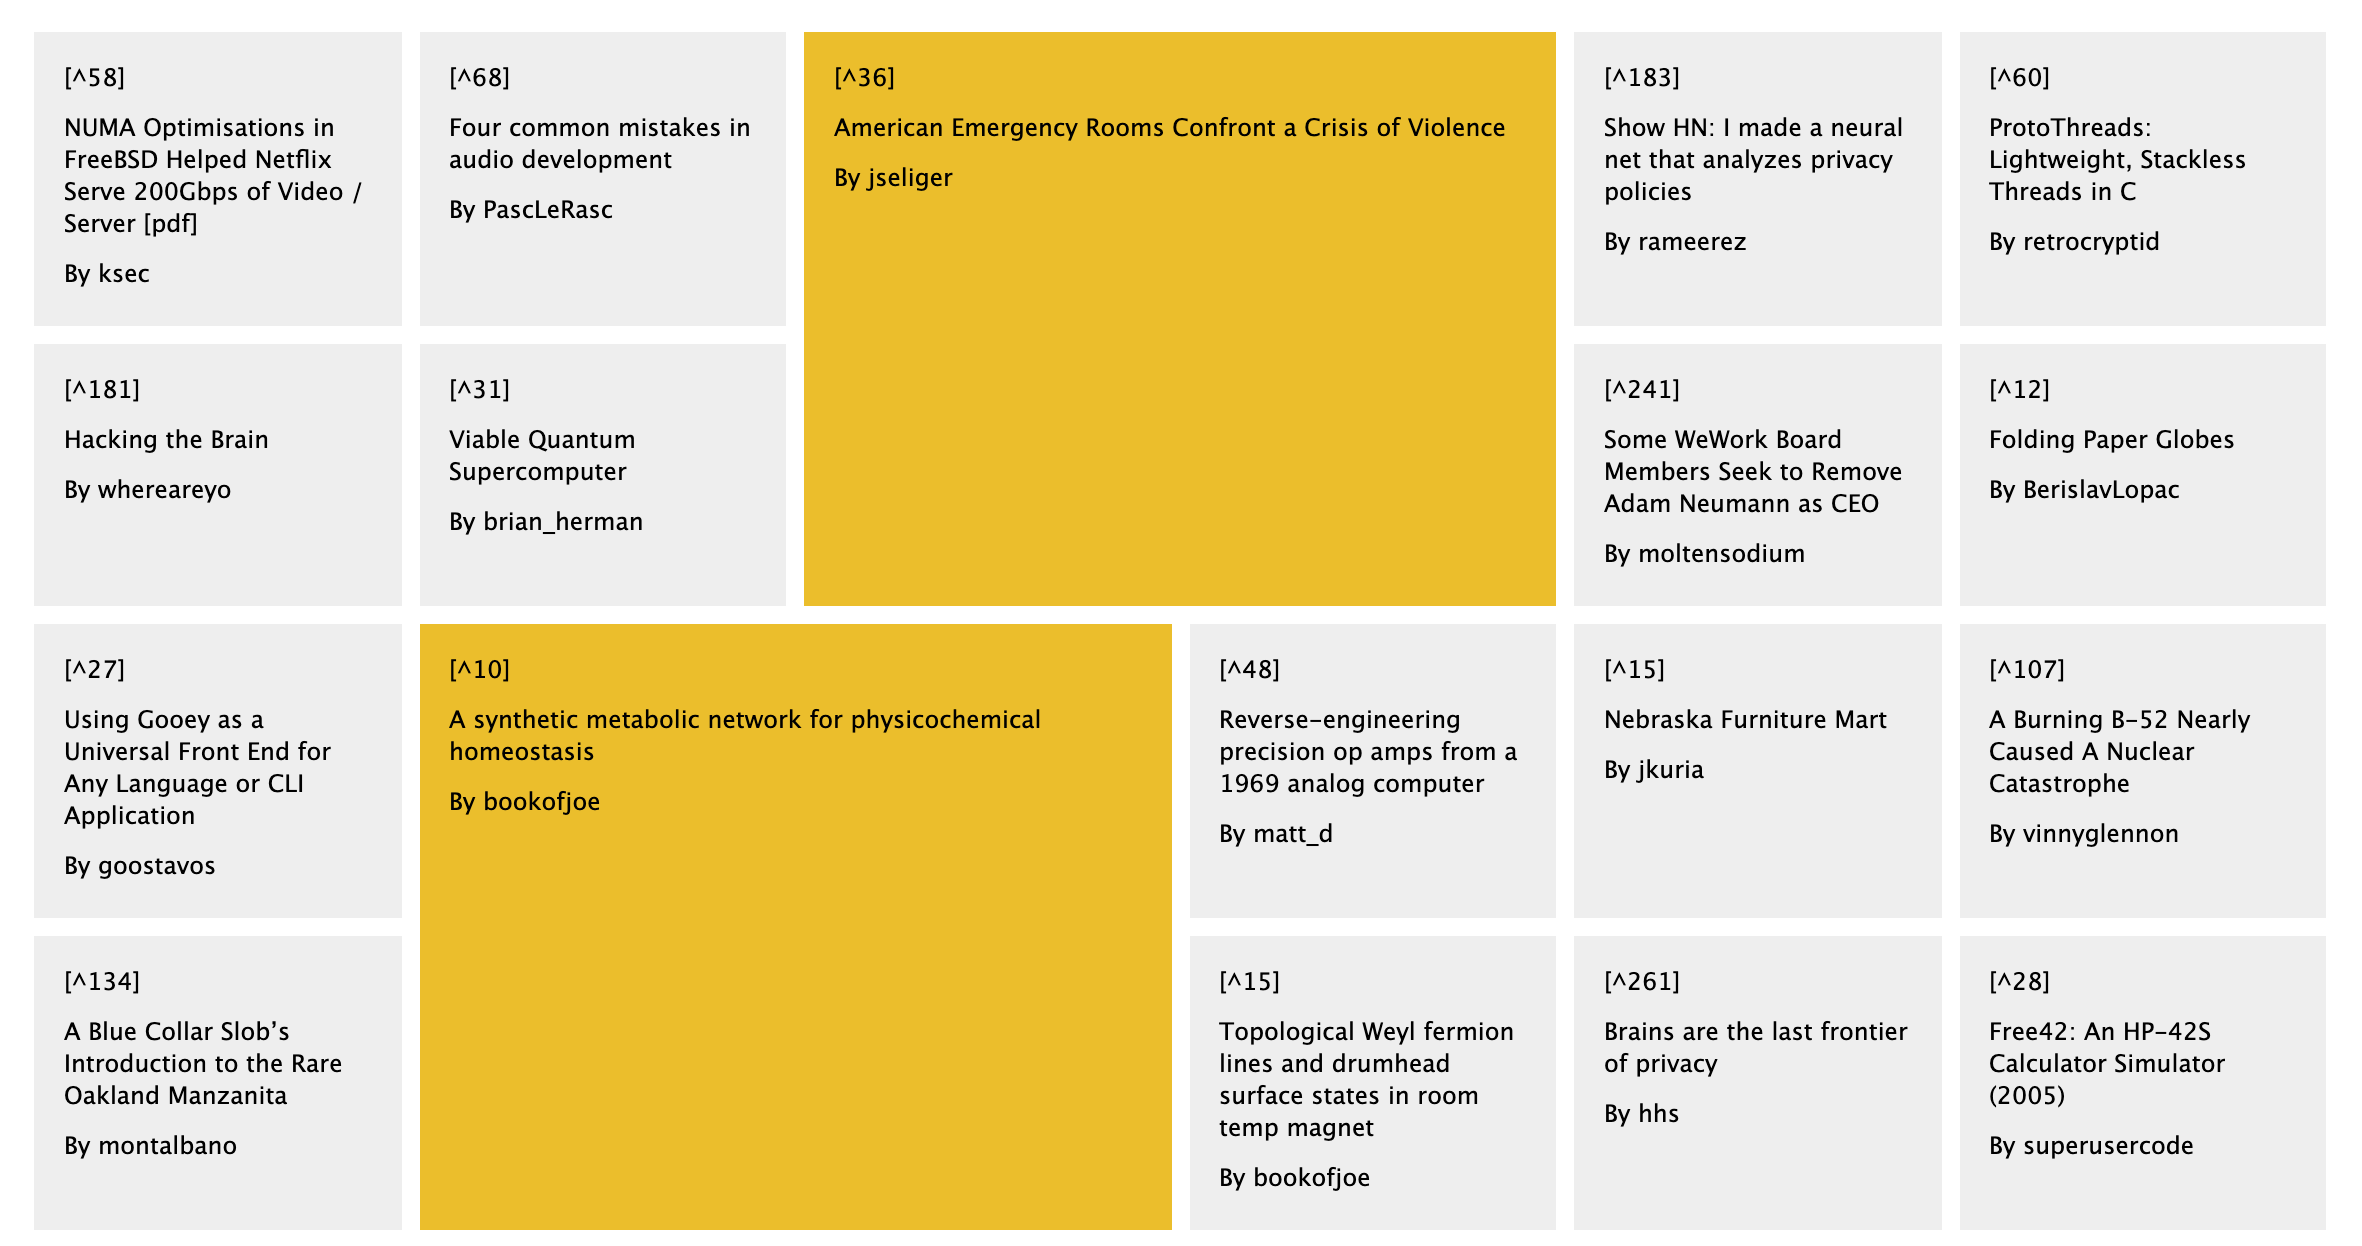 [^58]
NUMA Optimisations in
FreeBSD Helped Netflix
Serve 200Gbps of Video /
Server [pdf]
By ksec
[^68]
Four common mistakes in
audio development
By PascLeRasc
[^36]
American Emergency Rooms Confront a Crisis of Violence
By jseliger
[^183]
Show HN: I made a neural
net that analyzes privacy
policies
By rameerez
[^60]
ProtoThreads:
Lightweight, Stackless
Threads in C
By retrocryptid
[^181]
Hacking the Brain
By whereareyo
[^31]
Viable Quantum
Supercomputer
By brian_herman
[^241]
Some WeWork Board
Members Seek to Remove
Adam Neumann as CEO
By moltensodium
[^12]
Folding Paper Globes
By BerislavLopac
[^27]
Using Gooey as a
Universal Front End for
Any Language or CLI
Application
By goostavos
[^10]
A synthetic metabolic network for physicochemical
homeostasis
By bookofjoe
[^48]
Reverse-engineering
precision op amps from a
1969 analog computer
By matt_d
[^15]
Nebraska Furniture Mart
By jkuria
[^107]
A Burning B-52 Nearly
Caused A Nuclear
Catastrophe
By vinnyglennon
[^134]
A Blue Collar Slob’s
Introduction to the Rare
Oakland Manzanita
By montalbano
[^15]
Topological Weyl fermion
lines and drumhead
surface states in room
temp magnet
By bookofjoe
[^261]
Brains are the last frontier
of privacy
By hhs
[^28]
Free42: An HP-42S
Calculator Simulator
(2005)
By superusercode